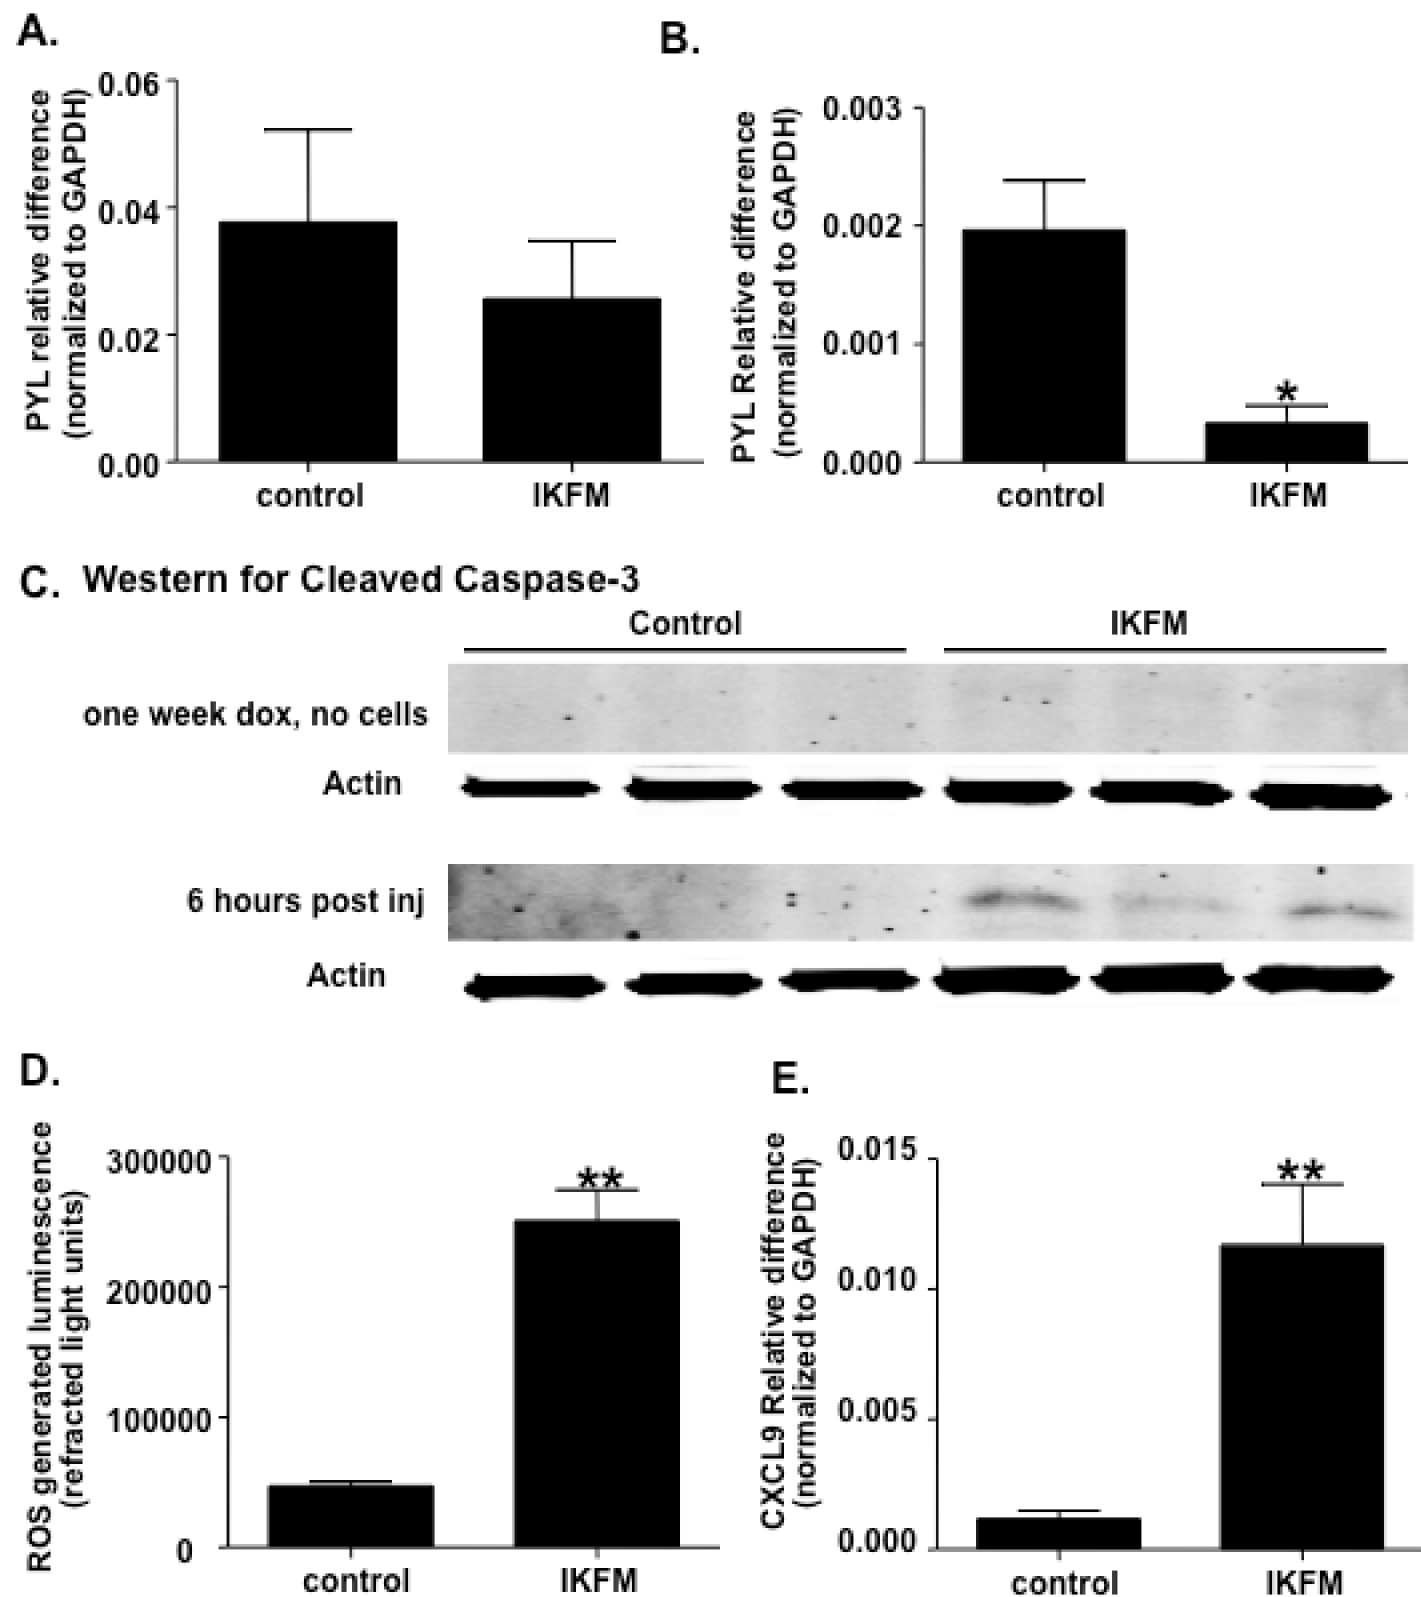 A.
PYL relative difference
(normalized to GAPDH)
0.06
0.04
0.02
0.00
control IKFM
B.
PYL Relative difference
(normalized to GAPDH)
0.003
0.002
0.001
0.000
*
control IKFM
C. Western for Cleaved Caspase-3
Control IKFM
one week dox, no cells
Actin
6 hours post inj
Actin
D.
ROS generated luminescence
(refracted light units)
300000
200000
100000
0
**
control IKFM
E.
CXCL9 Relative difference
(normalized to GAPDH)
0.015
0.010
0.005
0.000
**
control IKFM